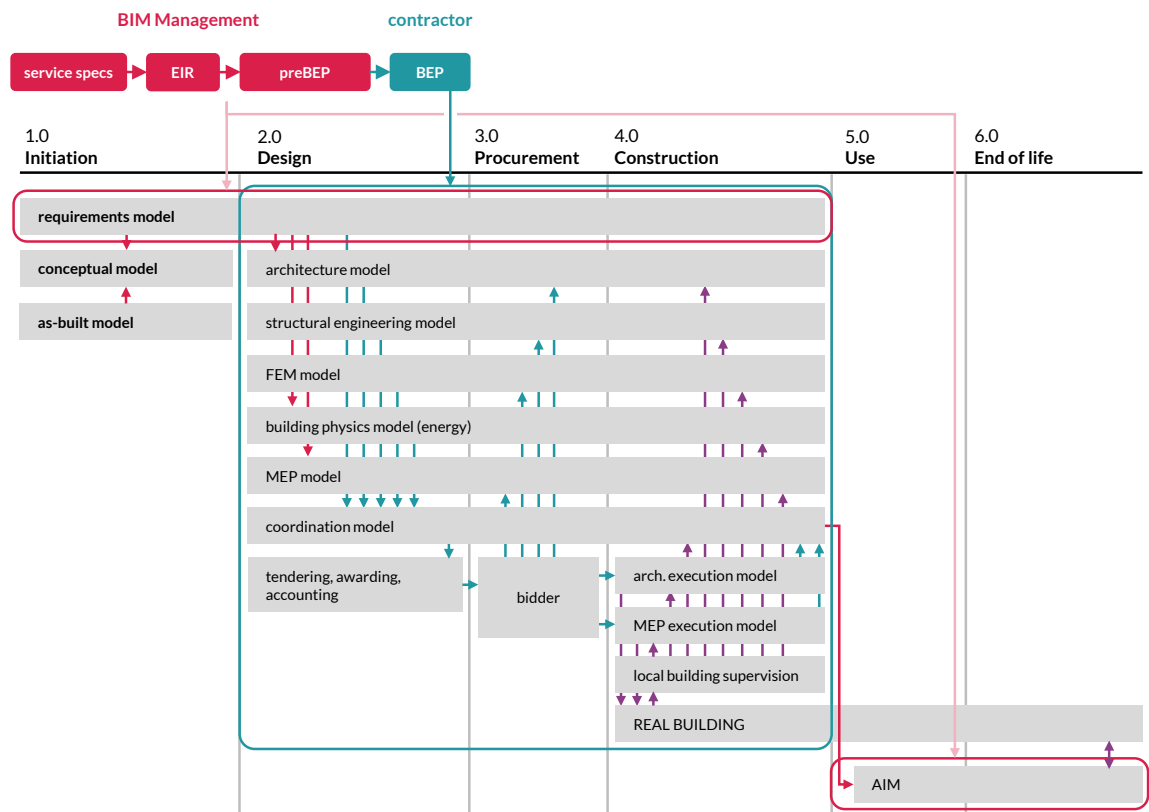 BIM Management
contractor
service specs
EIR
preBEP
BEP
1.0
Initiation
2.0
Design
3.0
Procurement
4.0
Construction
5.0
Use
6.0
End of life
requirements model
conceptual model
architecture model
as-built model
structural engineering model
FEM model
building physics model (energy)
MEP model
coordination model
tendering, awarding,
accounting
bidder
arch. execution model
MEP execution model
local building supervision
REAL BUILDING
AIM